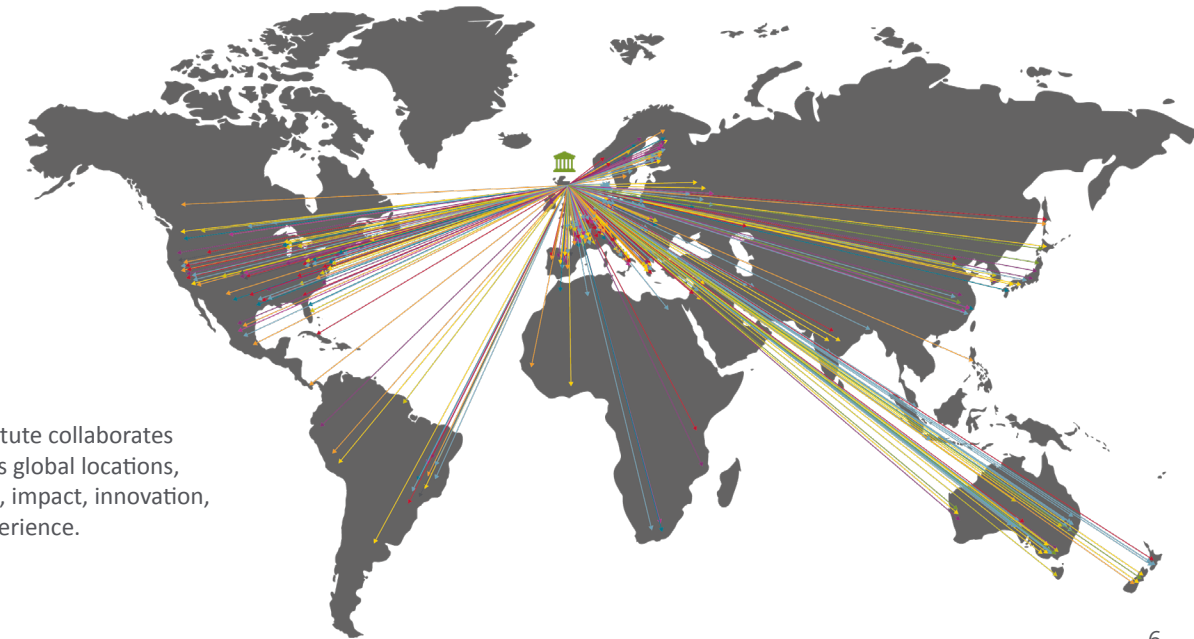 tute collaborates
s global locations,
, impact, innovation,
erience.
6